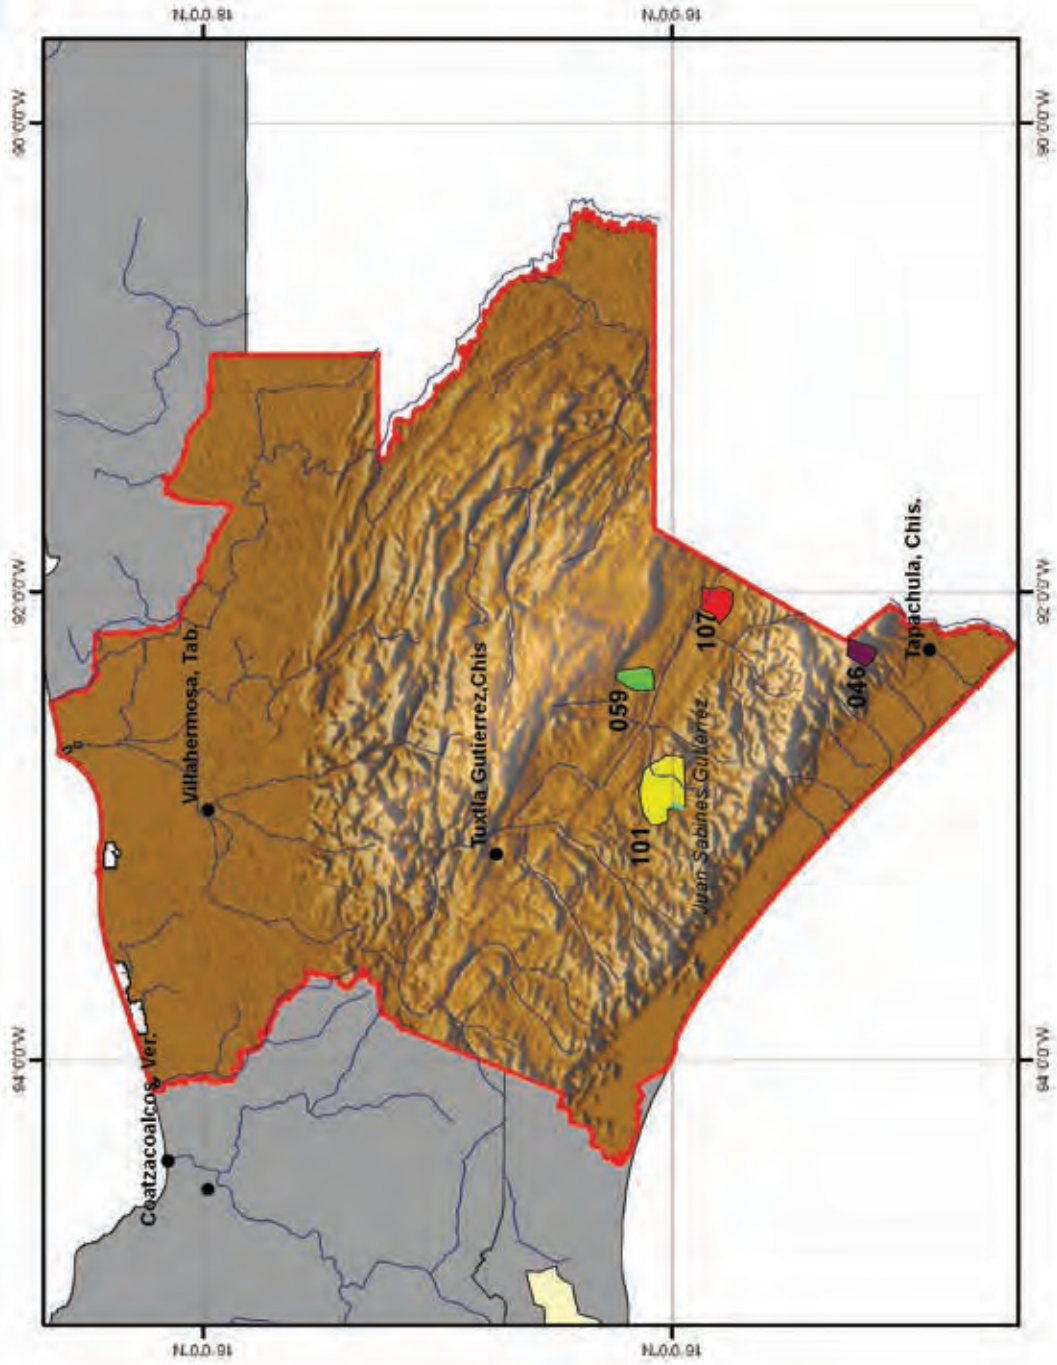 18°0'0"N
16°0'0"N
90°0'0"W
90°0'0"W
92°0'0"W
92°0'0"W
94°0'0"W
94°0'0"W
Coatzacoalcos, Ver.
Villahermosa, Tab
Tuxtla Gutierrez,Chis
059
107
101
Juan Sabines Gutierrez
046
Tapachula, Chis.
18°0'0"N
16°0'0"N